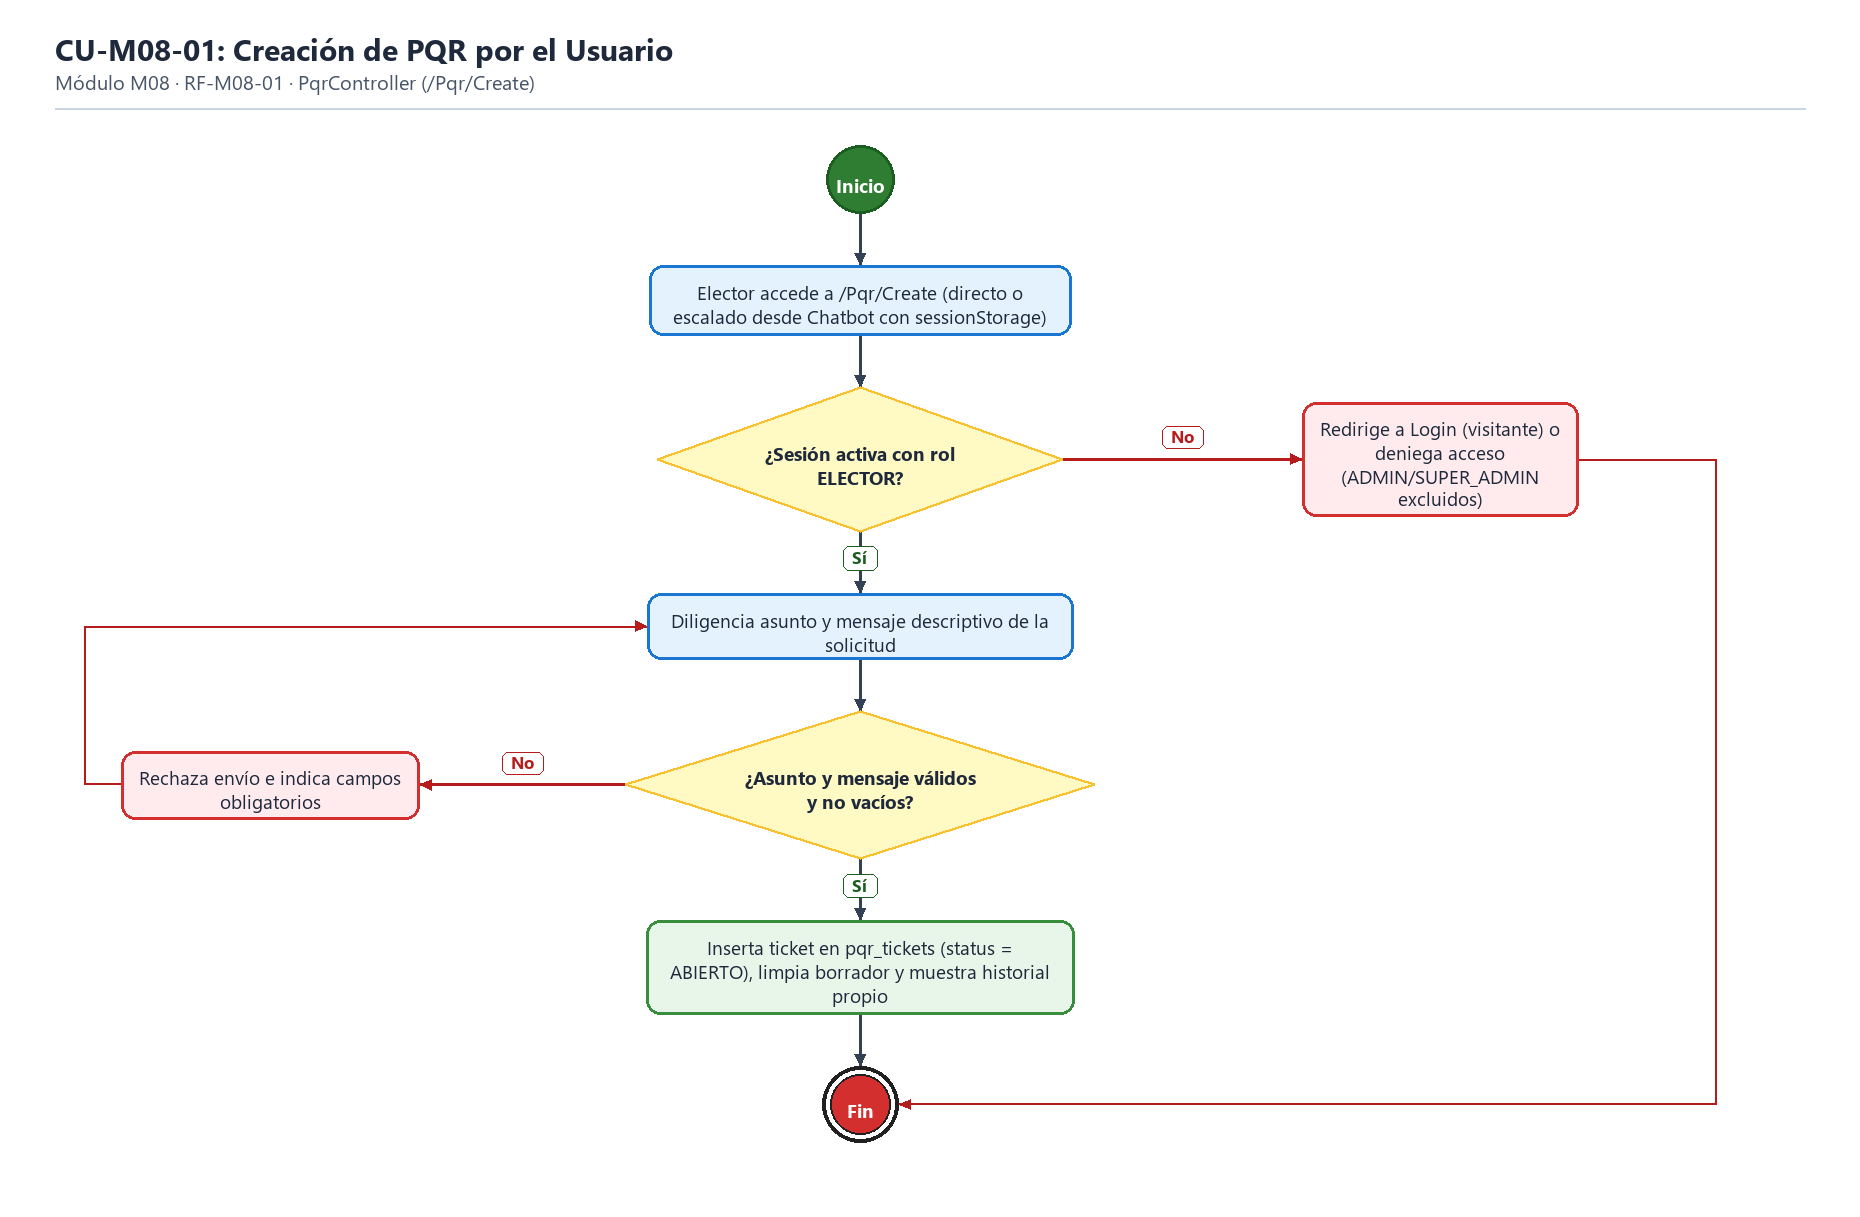 CU-M08-01: Creación de PQR por el Usuario
Módulo M08 · RF-M08-01 · PqrController (/Pqr/Create)
Inicio
Elector accede a /Pqr/Create (directo o
escalado desde Chatbot con sessionStorage)
¿Sesión activa con rol
ELECTOR?
No
Redirige a Login (visitante) o
deniega acceso
(ADMIN/SUPER_ADMIN
excluidos)
Sí
Diligencia asunto y mensaje descriptivo de la
solicitud
¿Asunto y mensaje válidos
y no vacíos?
No
Rechaza envío e indica campos
obligatorios
Sí
Inserta ticket en pqr_tickets (status =
ABIERTO), limpia borrador y muestra historial
propio
Fin